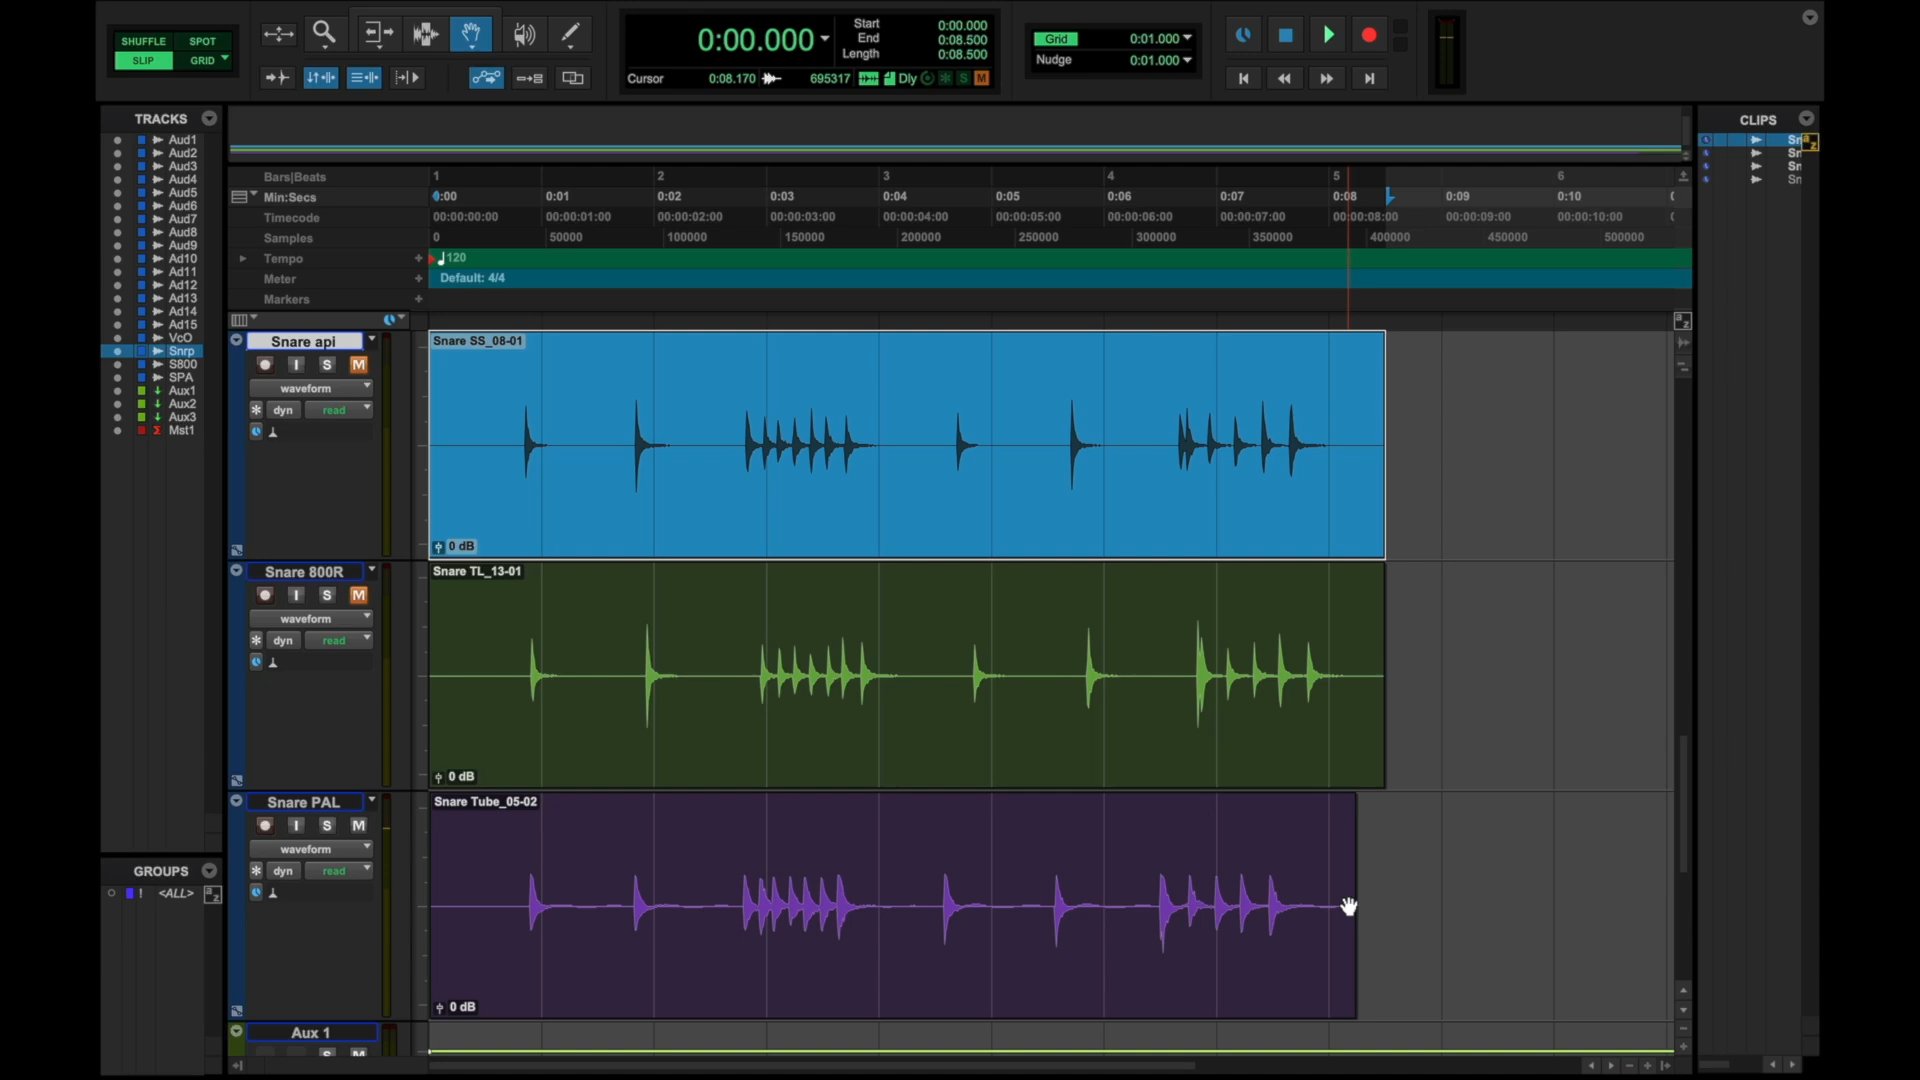 SHUFFLE SPOT
SLIP GRID
0:00.000
Start 0:00.000
End 0:08.500
Length 0:08.500
Cursor 0:08.170 695317 Dly S M
Grid 0:01.000
Nudge 0:01.000
TRACKS
Aud1
Aud2
Aud3
Aud4
Aud5
Aud6
Aud7
Aud8
Aud9
Ad10
Ad11
Ad12
Ad13
Ad14
Ad15
VcO
Snrp
S800
SPA
Aux1
Aux2
Aux3
Mst1
GROUPS
! <ALL> a z
Bars|Beats 1 2 3 4 5 6
Min:Secs 0:00 0:01 0:02 0:03 0:04 0:05 0:06 0:07 0:08 0:09 0:10
Timecode 00:00:00:00 00:00:01:00 00:00:02:00 00:00:03:00 00:00:04:00 00:00:05:00 00:00:06:00 00:00:07:00 00:00:08:00 00:00:09:00 00:00:10:00
Samples 0 50000 100000 150000 200000 250000 300000 350000 400000 450000 500000
Tempo + 120
Meter + Default: 4/4
Markers +
Snare api
I S M
waveform
dyn read
Snare SS_08-01
0 dB
Snare 800R
I S M
waveform
dyn read
Snare TL_13-01
0 dB
Snare PAL
I S M
waveform
dyn read
Snare Tube_05-02
0 dB
Aux 1
S M
CLIPS
Sn
Sn
Sn
Sn
a z